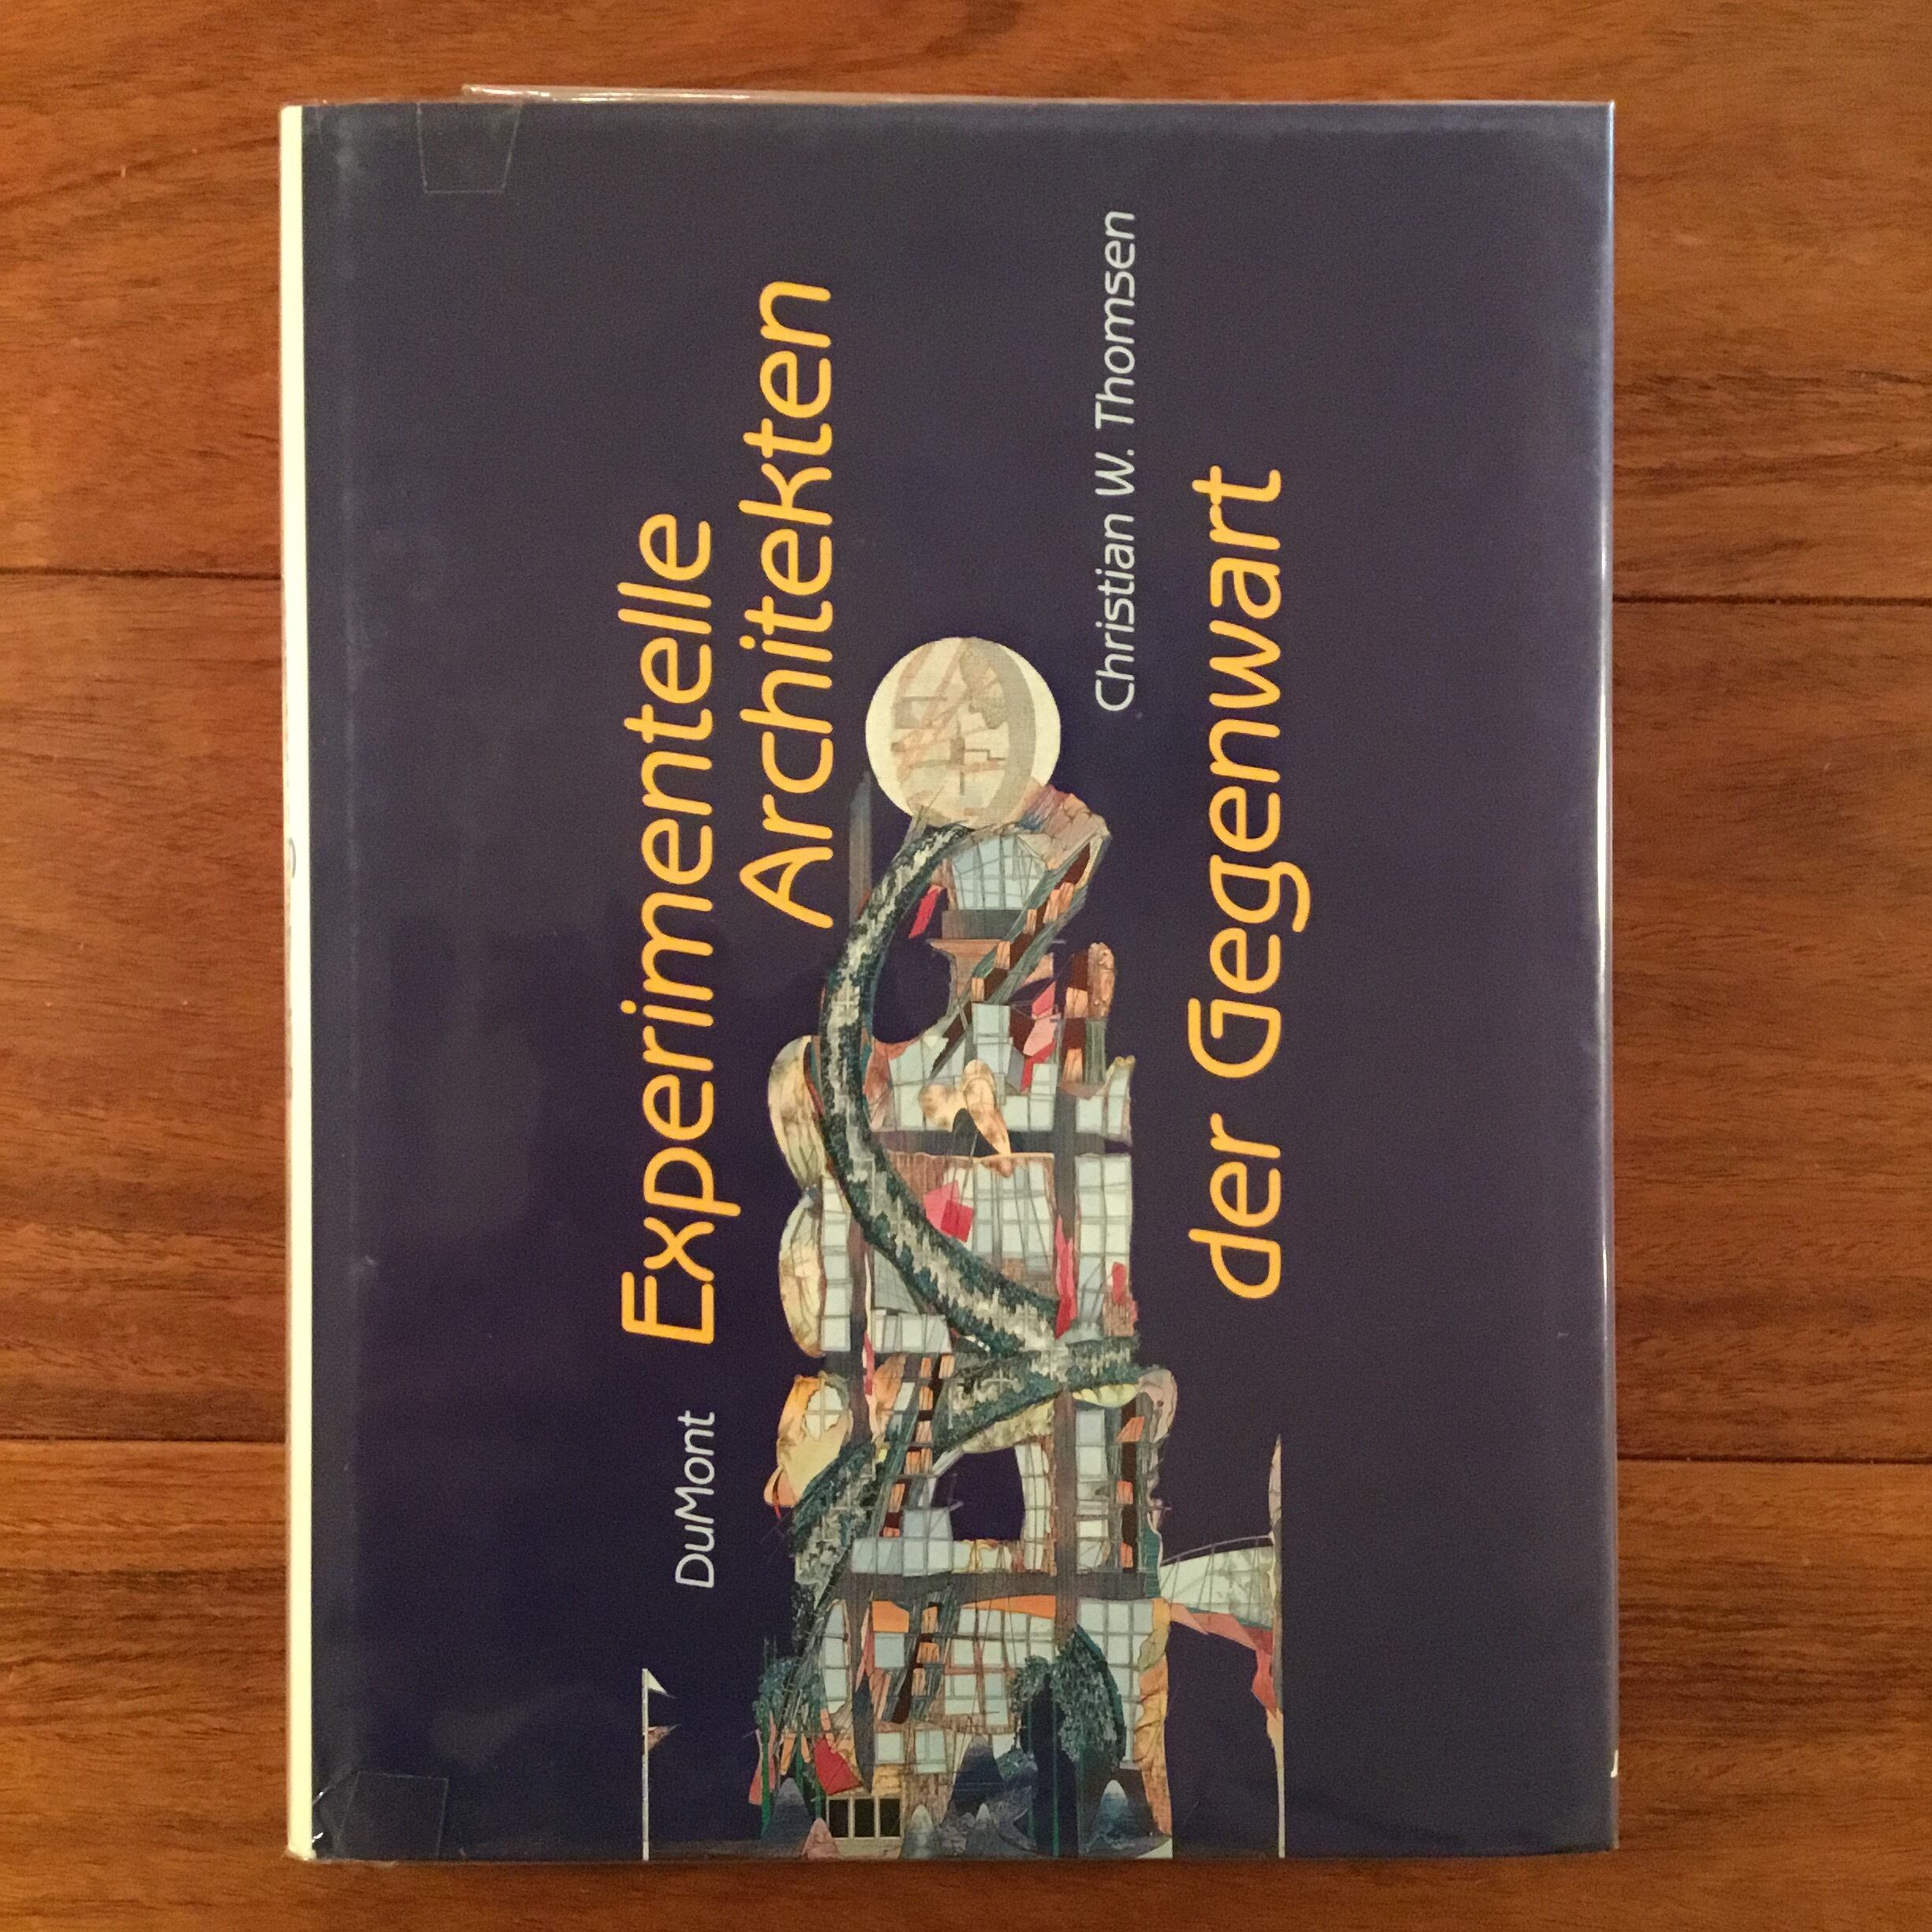 Experimentelle
DuMont
Architekten
Christian W. Thomsen
der Gegenwart